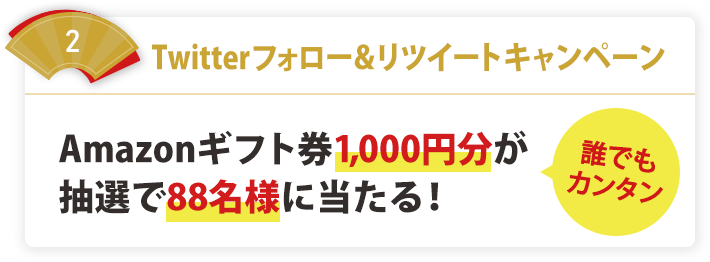 2
Twitterフォロー&リツイートキャンペーン
Amazonギフト券1,000円分が
抽選で88名様に当たる！
誰でも
カンタン